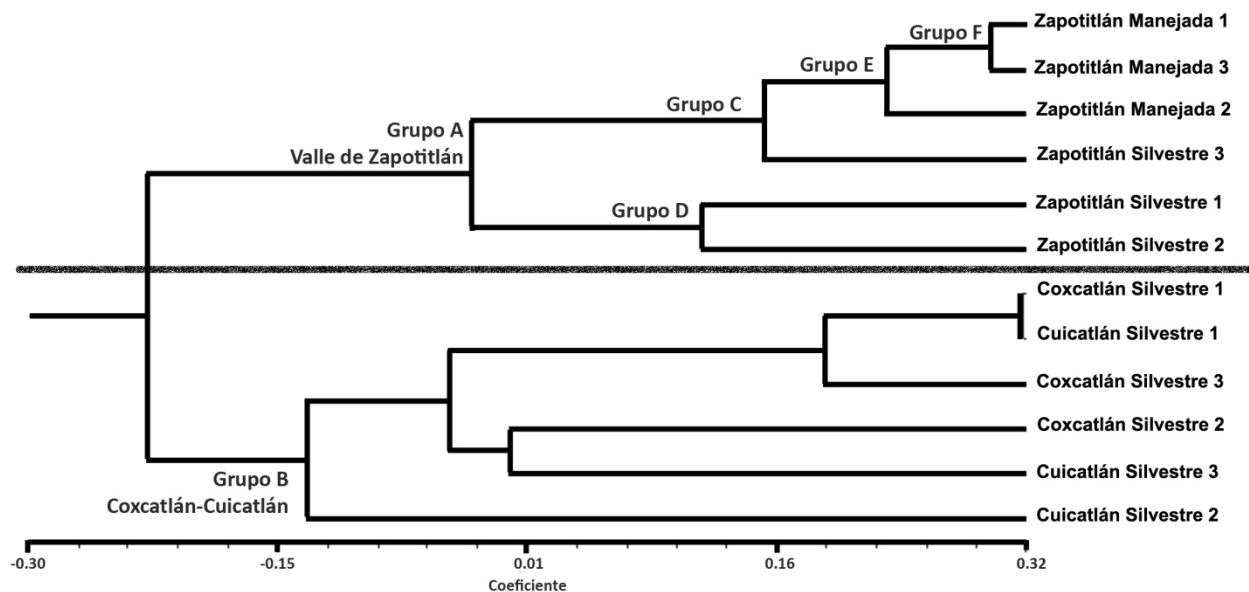 Zapotitlán Manejada 1
Grupo F
Zapotitlán Manejada 3
Grupo E
Zapotitlán Manejada 2
Grupo C
Grupo A
Valle de Zapotitlán
Zapotitlán Silvestre 3
Zapotitlán Silvestre 1
Grupo D
Zapotitlán Silvestre 2
Coxcatlán Silvestre 1
Cuicatlán Silvestre 1
Coxcatlán Silvestre 3
Coxcatlán Silvestre 2
Cuicatlán Silvestre 3
Grupo B
Coxcatlán-Cuicatlán
Cuicatlán Silvestre 2
-0.30 -0.15 0.01 0.16 0.32
Coeficiente